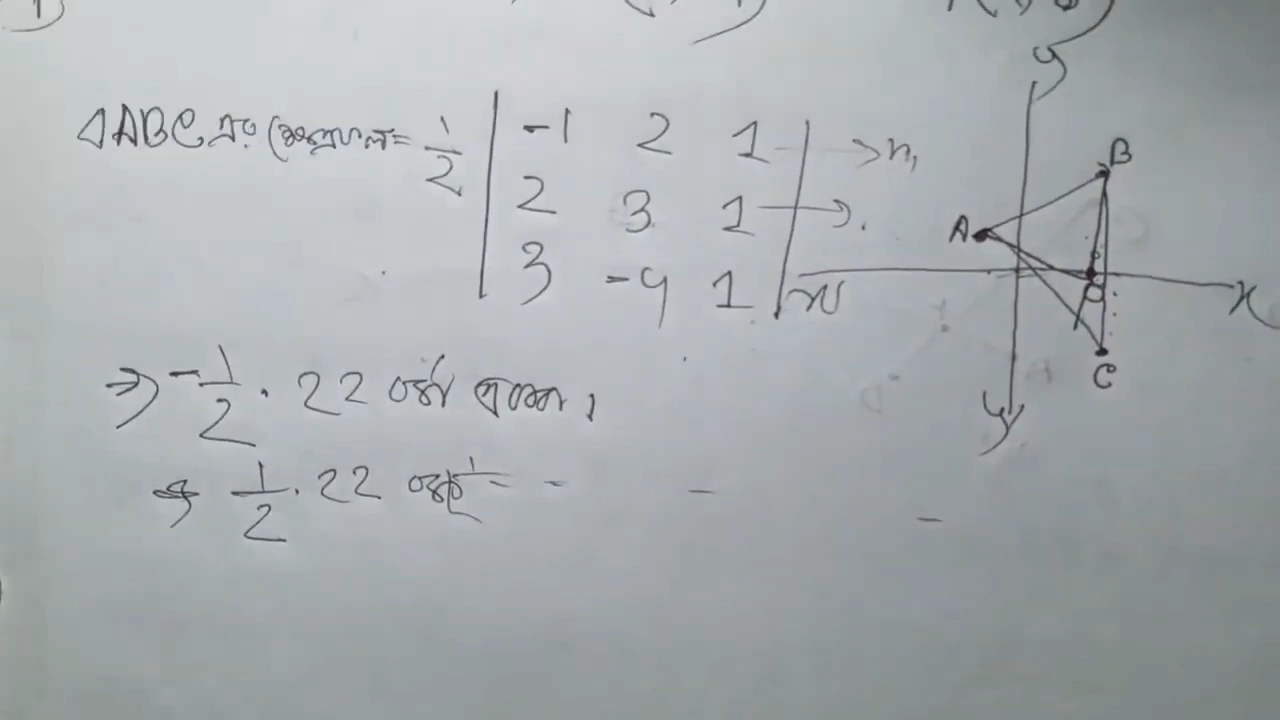 ΔABC এর ক্ষেত্রফল = 1/2 | -1 2 1 |
| 2 3 1 |
| 3 -4 1 |
⇒ -1/2 . 22 বর্গ একক ।
1/2 . 22 বর্গ
y
B
A
x
C
y